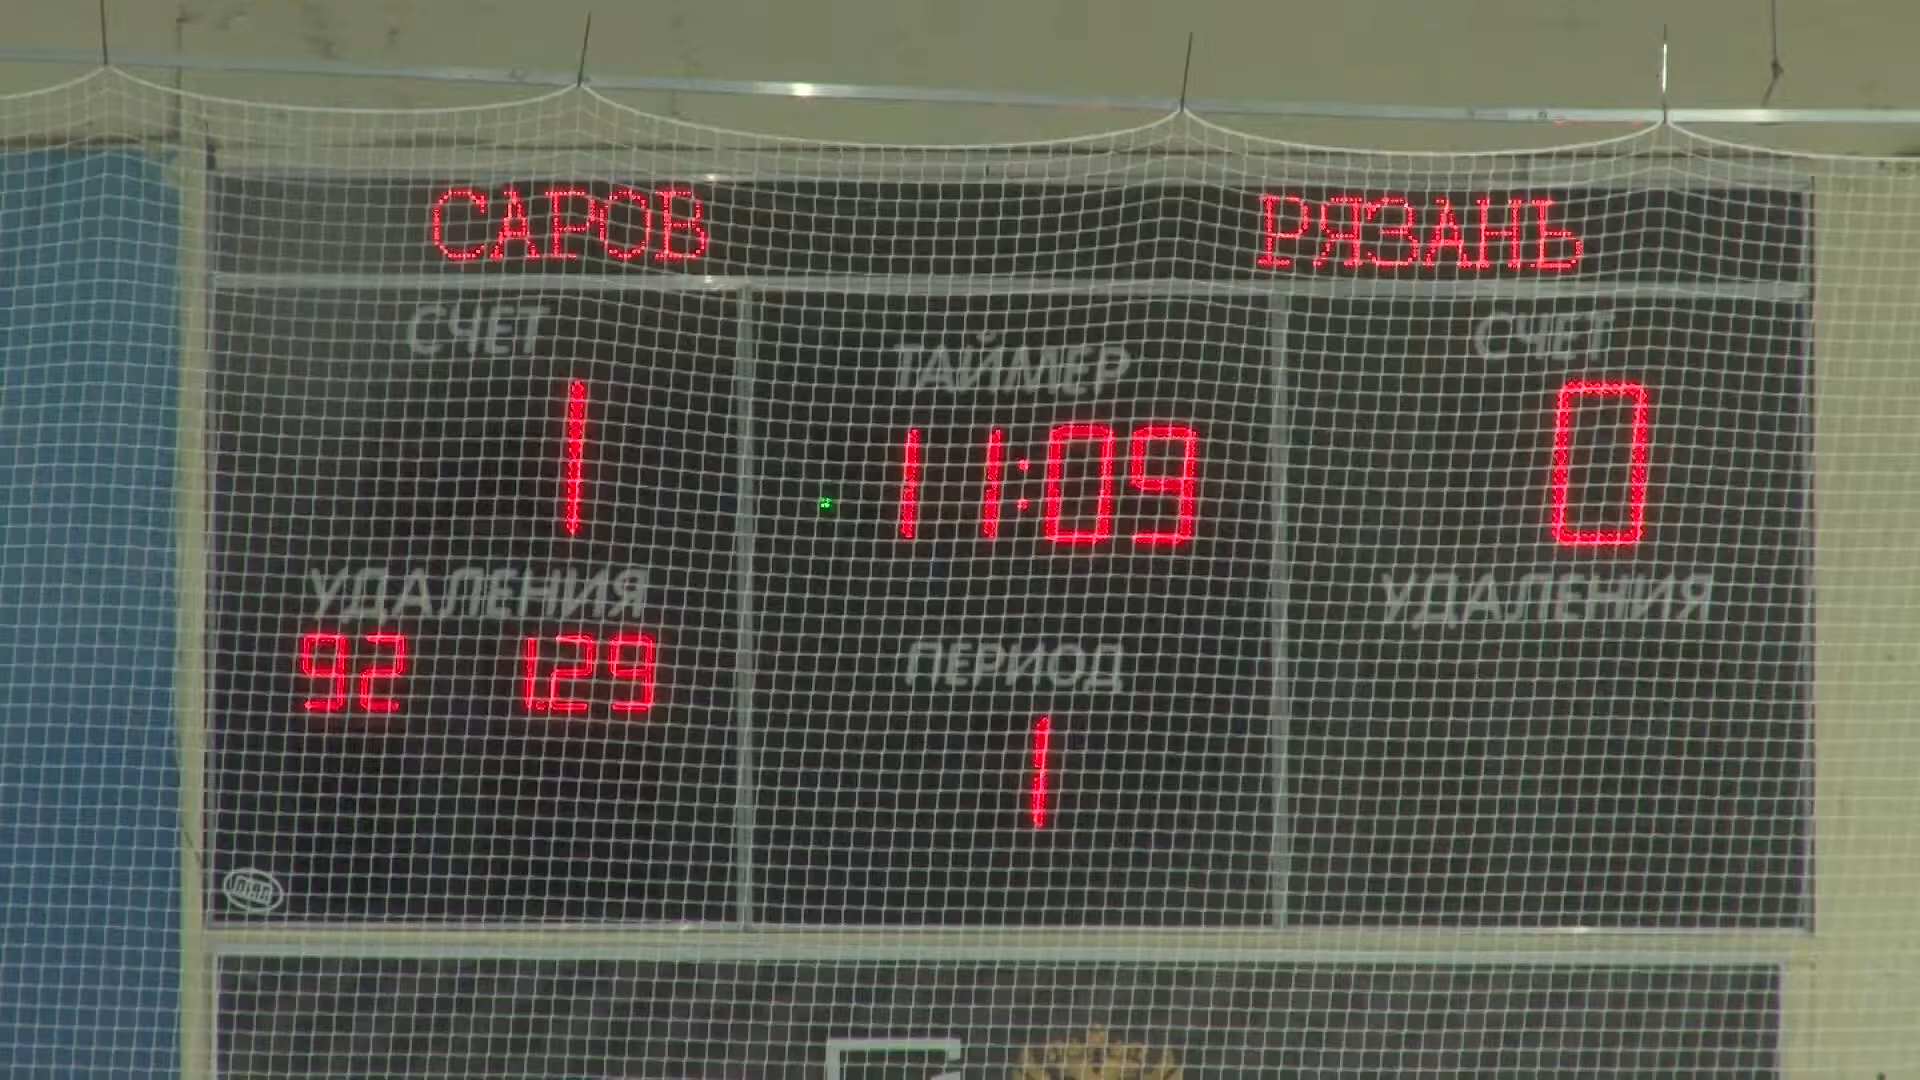 САРОВ РЯЗАНЬ
СЧЕТ ТАЙМЕР СЧЕТ
1 11:09 0
УДАЛЕНИЯ УДАЛЕНИЯ
92 1.29
ПЕРИОД
1